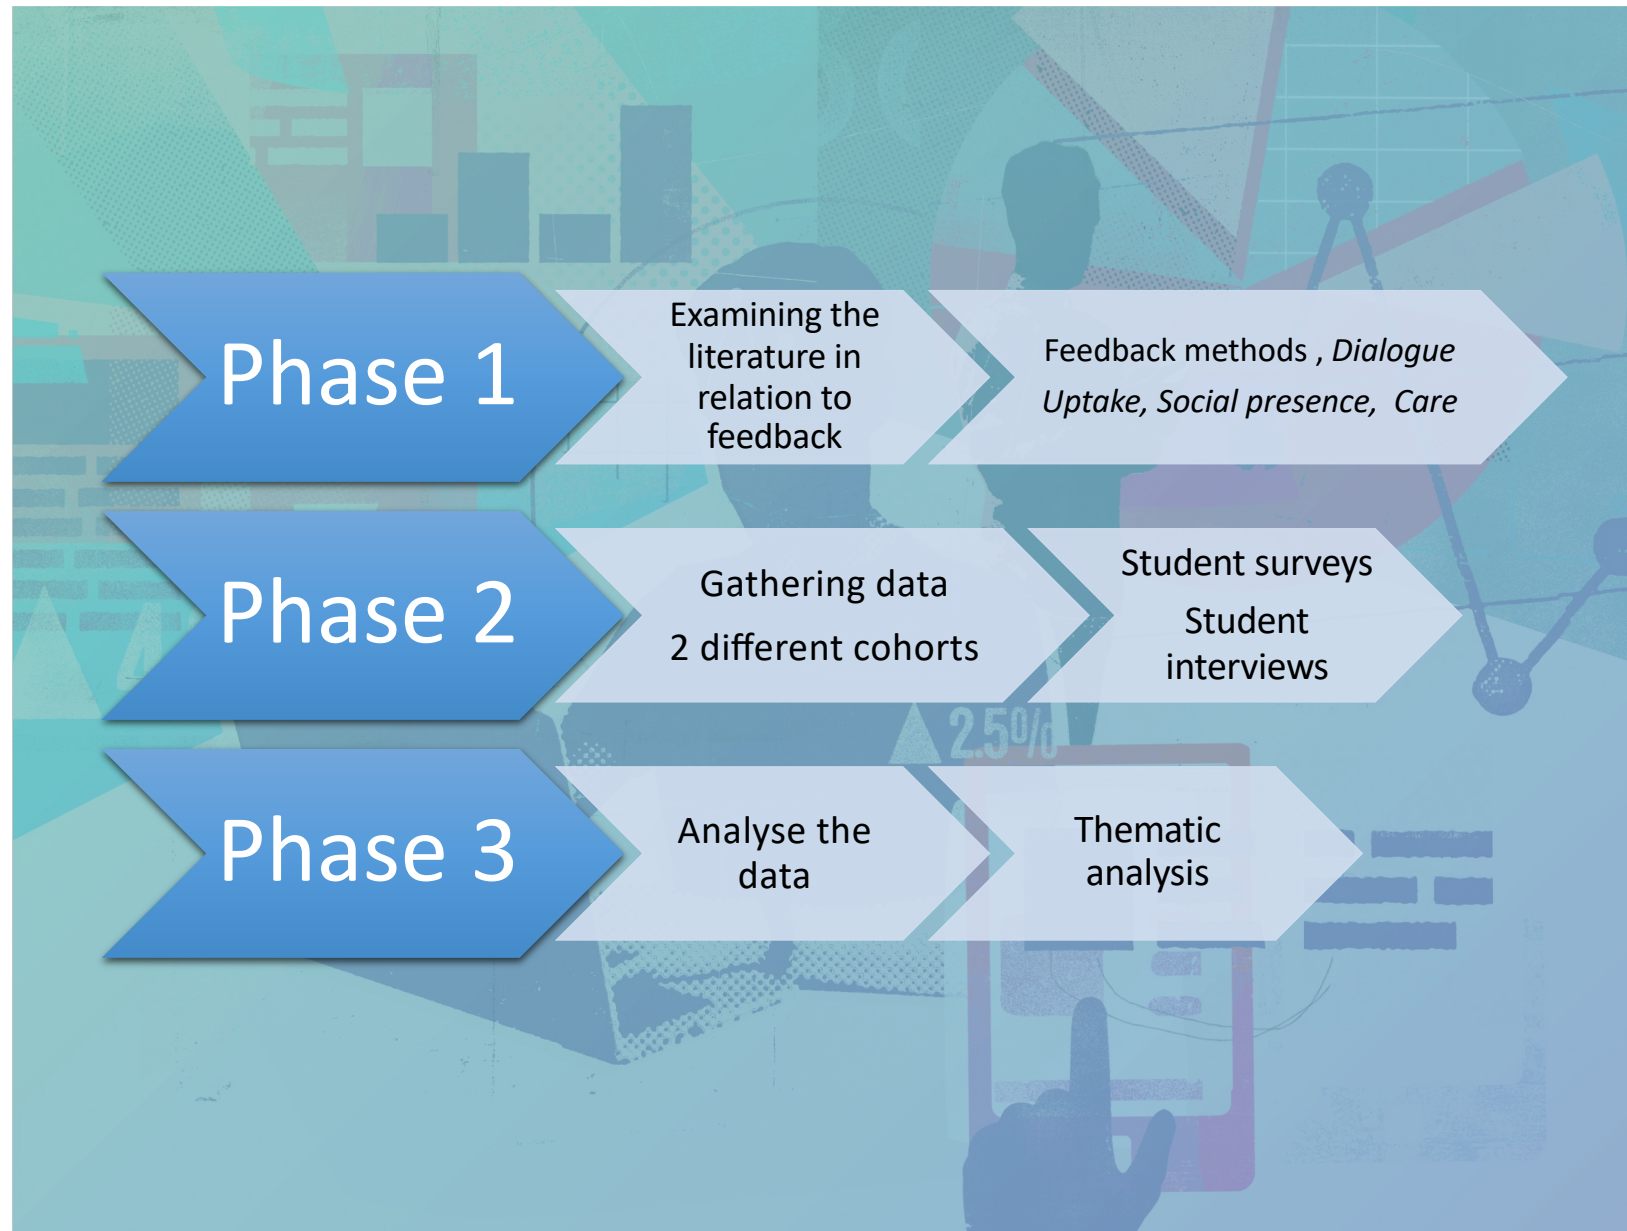 Phase 1
Examining the
literature in
relation to
feedback
Feedback methods , Dialogue
Uptake, Social presence,  Care
Phase 2
Gathering data
2 different cohorts
Student surveys
Student
interviews
2.5%
Phase 3
Analyse the
data
Thematic
analysis